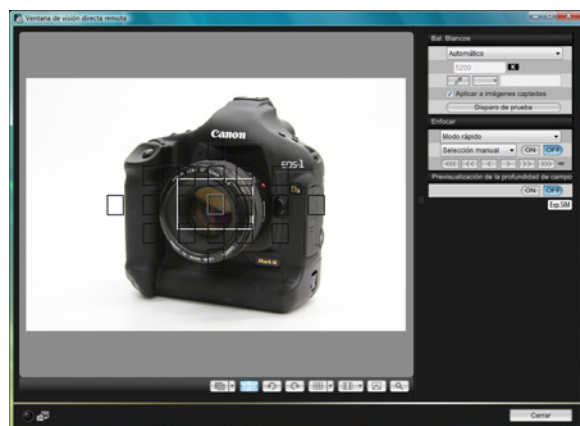 Ventana de visión directa remota
Bal. Blancos
Automático
5200
K
Aplicar a imágenes captadas
Disparo de prueba
Enfocar
Modo rápido
Selección manual
ON
OFF
<<<
<<
<
>
>>
>>>
Previsualización de la profundidad de campo
ON
OFF
Exp.SIM
Canon
EOS-1
Ds
Mark III
Cerrar